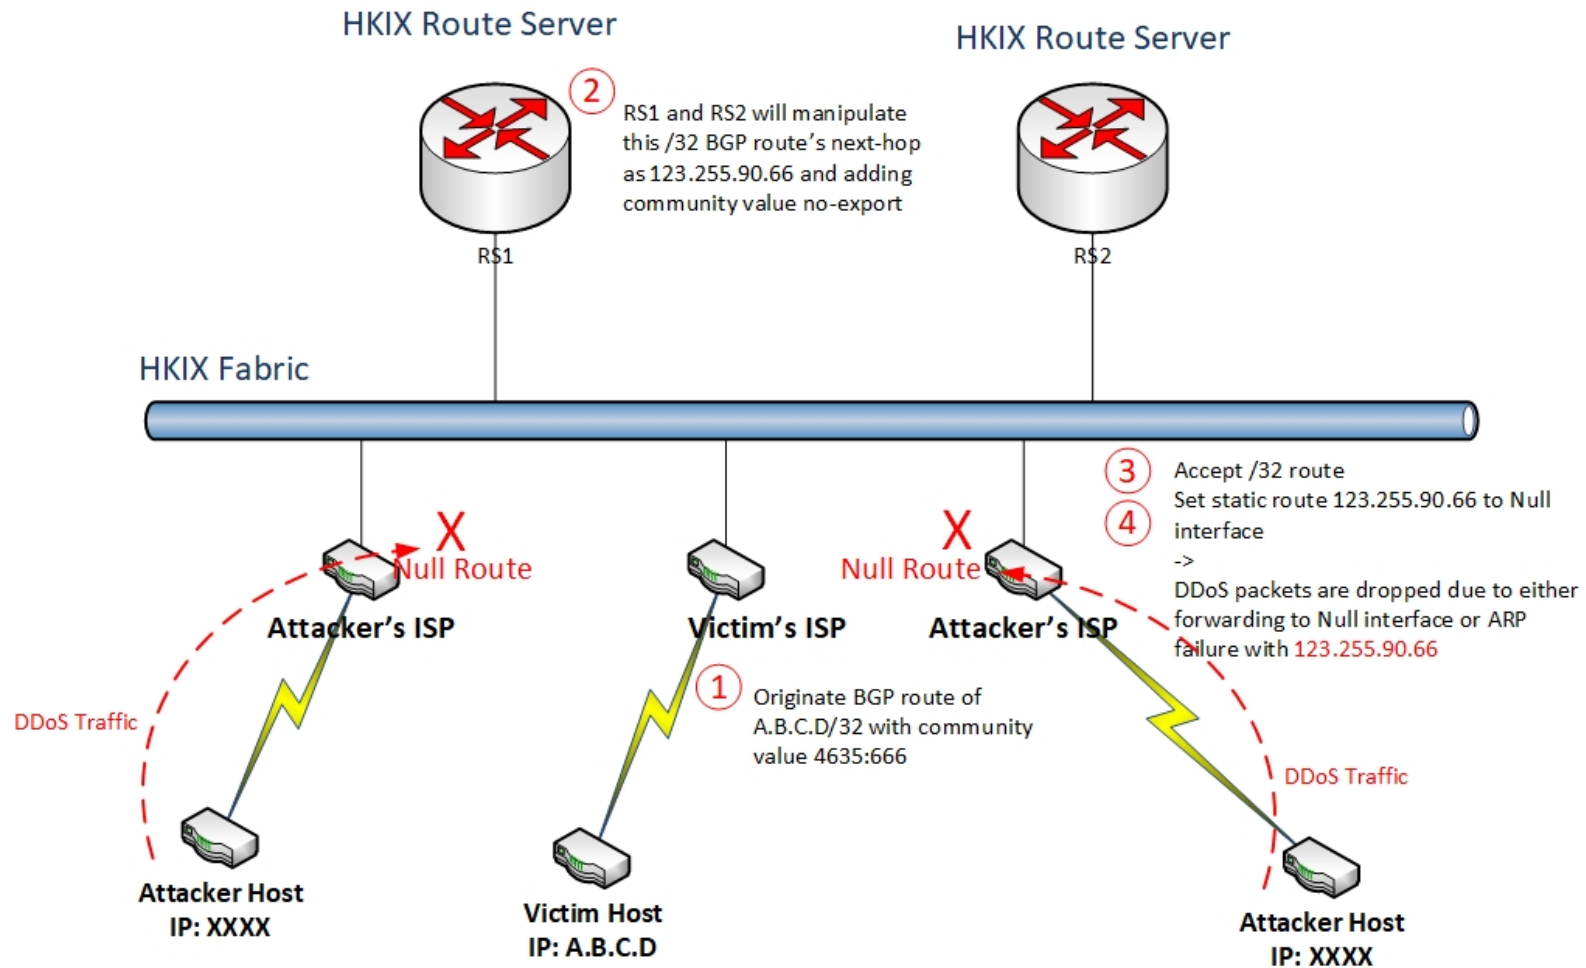 HKIX Route Server
HKIX Route Server
2
RS1 and RS2 will manipulate
this /32 BGP route’s next-hop
as 123.255.90.66 and adding
community value no-export
RS1
RS2
HKIX Fabric
3
4
Accept /32 route
Set static route 123.255.90.66 to Null
interface
->
DDoS packets are dropped due to either
forwarding to Null interface or ARP
failure with 123.255.90.66
X
Null Route
X
Null Route
Attacker’s ISP
Victim’s ISP
Attacker’s ISP
1
Originate BGP route of
A.B.C.D/32 with community
value 4635:666
DDoS Traffic
DDoS Traffic
Attacker Host
IP: XXXX
Victim Host
IP: A.B.C.D
Attacker Host
IP: XXXX